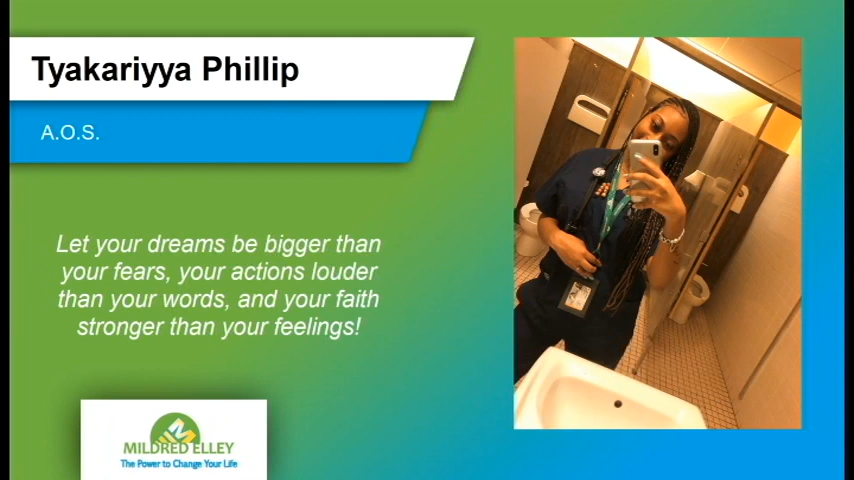 Tyakariyya Phillip
A.O.S.
Let your dreams be bigger than
your fears, your actions louder
than your words, and your faith
stronger than your feelings!
MILDRED ELLEY
The Power to Change Your Life